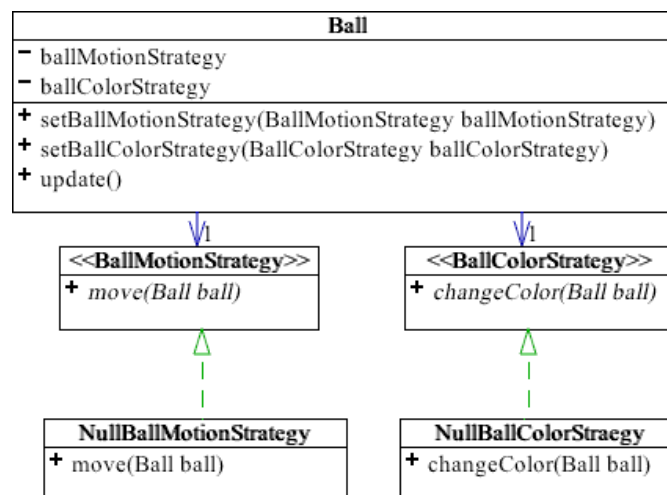 Ball
- ballMotionStrategy
- ballColorStrategy
+ setBallMotionStrategy(BallMotionStrategy ballMotionStrategy)
+ setBallColorStrategy(BallColorStrategy ballColorStrategy)
+ update()
1
1
<<BallMotionStrategy>>
+ move(Ball ball)
<<BallColorStrategy>>
+ changeColor(Ball ball)
NullBallMotionStrategy
+ move(Ball ball)
NullBallColorStraegy
+ changeColor(Ball ball)